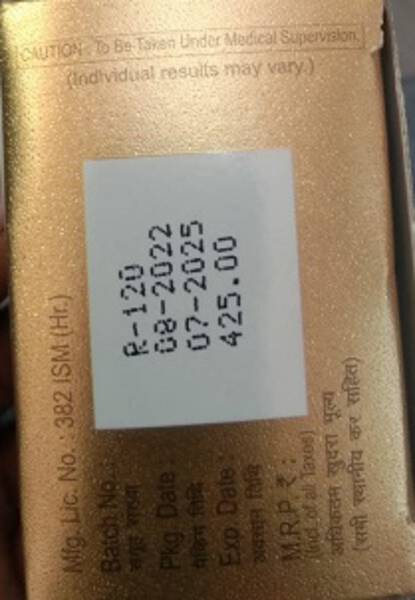 CAUTION : To Be Taken Under Medical Supervision.
(Individual results may vary.)
Mfg. Lic. No. : 382 ISM (Hr.)
Batch No. : R-120
समूह संख्या
Pkg. Date : 08-2022
पैकिंग तिथि
Exp. Date : 07-2025
अवसान तिथि
M.R.P. ₹ : 425.00
(Incl. of all Taxes)
अधिकतम खुदरा मूल्य
(सभी स्थानीय कर सहित)